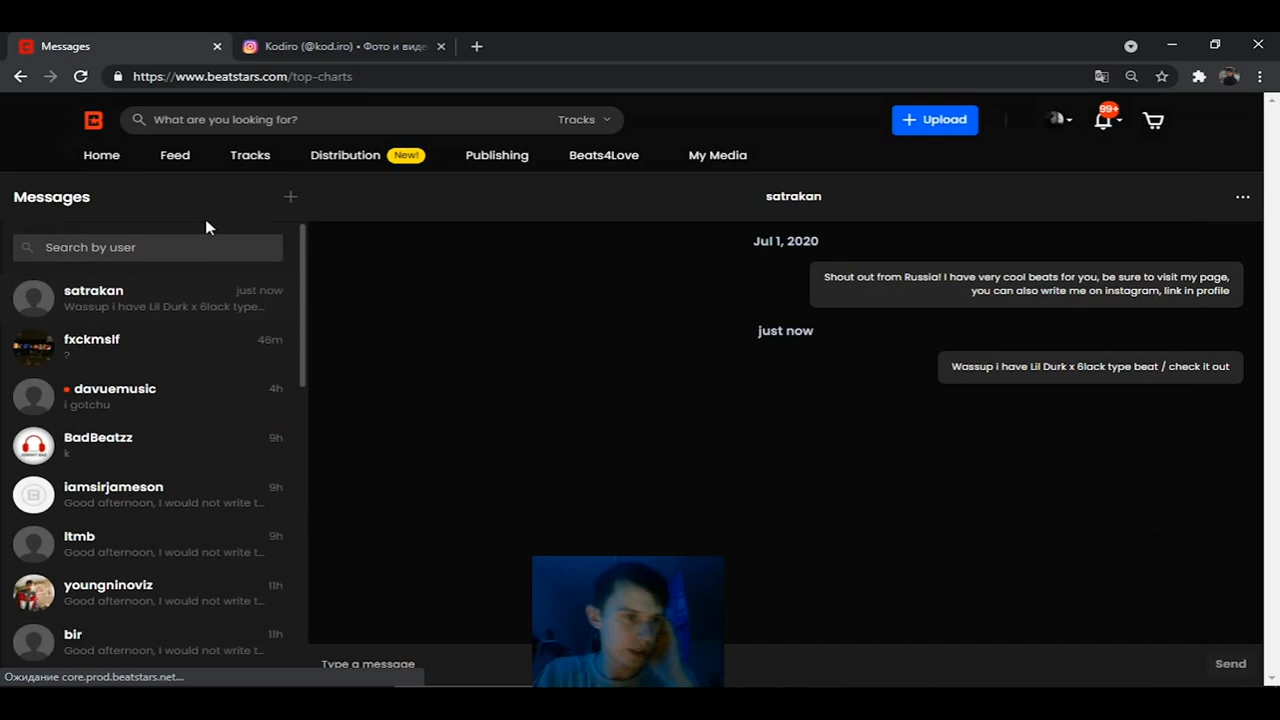 Messages
Kodiro (@kod.iro) • Фото и виде
https://www.beatstars.com/top-charts
What are you looking for?
Tracks
Upload
99+
Home
Feed
Tracks
Distribution
New!
Publishing
Beats4Love
My Media
Messages
satrakan
Search by user
Jul 1, 2020
Shout out from Russia! I have very cool beats for you, be sure to visit my page,
you can also write me on instagram, link in profile
just now
Wassup i have Lil Durk x 6lack type beat / check it out
satrakan
just now
Wassup i have Lil Durk x 6lack type...
fxckmslf
46m
?
davuemusic
4h
i gotchu
BadBeatzz
9h
k
iamsirjameson
9h
Good afternoon, I would not write t...
ltmb
9h
Good afternoon, I would not write t...
youngninoviz
11h
Good afternoon, I would not write t...
bir
11h
Good afternoon, I would not write t...
Type a message
Send
Ожидание core.prod.beatstars.net...